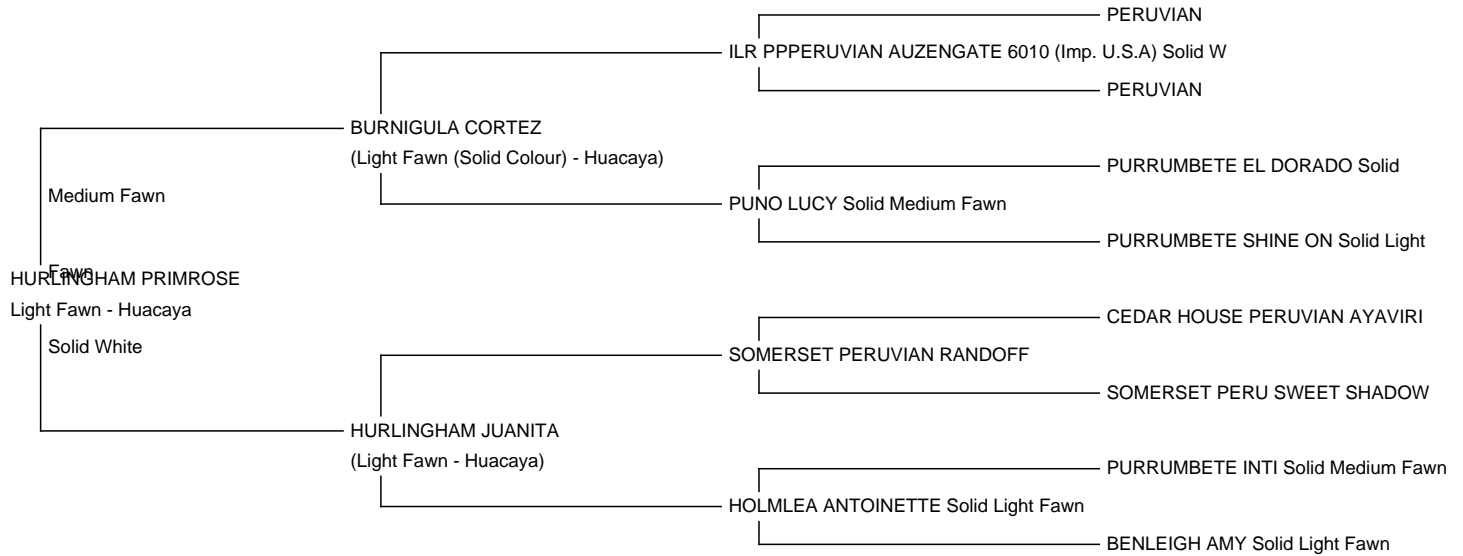 PERUVIAN
ILR PPPERUVIAN AUZENGATE 6010 (Imp. U.S.A) Solid W
PERUVIAN
BURNIGULA CORTEZ
(Light Fawn (Solid Colour) - Huacaya)
PURRUMBETE EL DORADO Solid
Medium Fawn
PUNO LUCY Solid Medium Fawn
PURRUMBETE SHINE ON Solid Light
Fawn
HURLINGHAM PRIMROSE
Light Fawn - Huacaya
CEDAR HOUSE PERUVIAN AYAVIRI
Solid White
SOMERSET PERUVIAN RANDOFF
SOMERSET PERU SWEET SHADOW
HURLINGHAM JUANITA
(Light Fawn - Huacaya)
PURRUMBETE INTI Solid Medium Fawn
HOLMLEA ANTOINETTE Solid Light Fawn
BENLEIGH AMY Solid Light Fawn